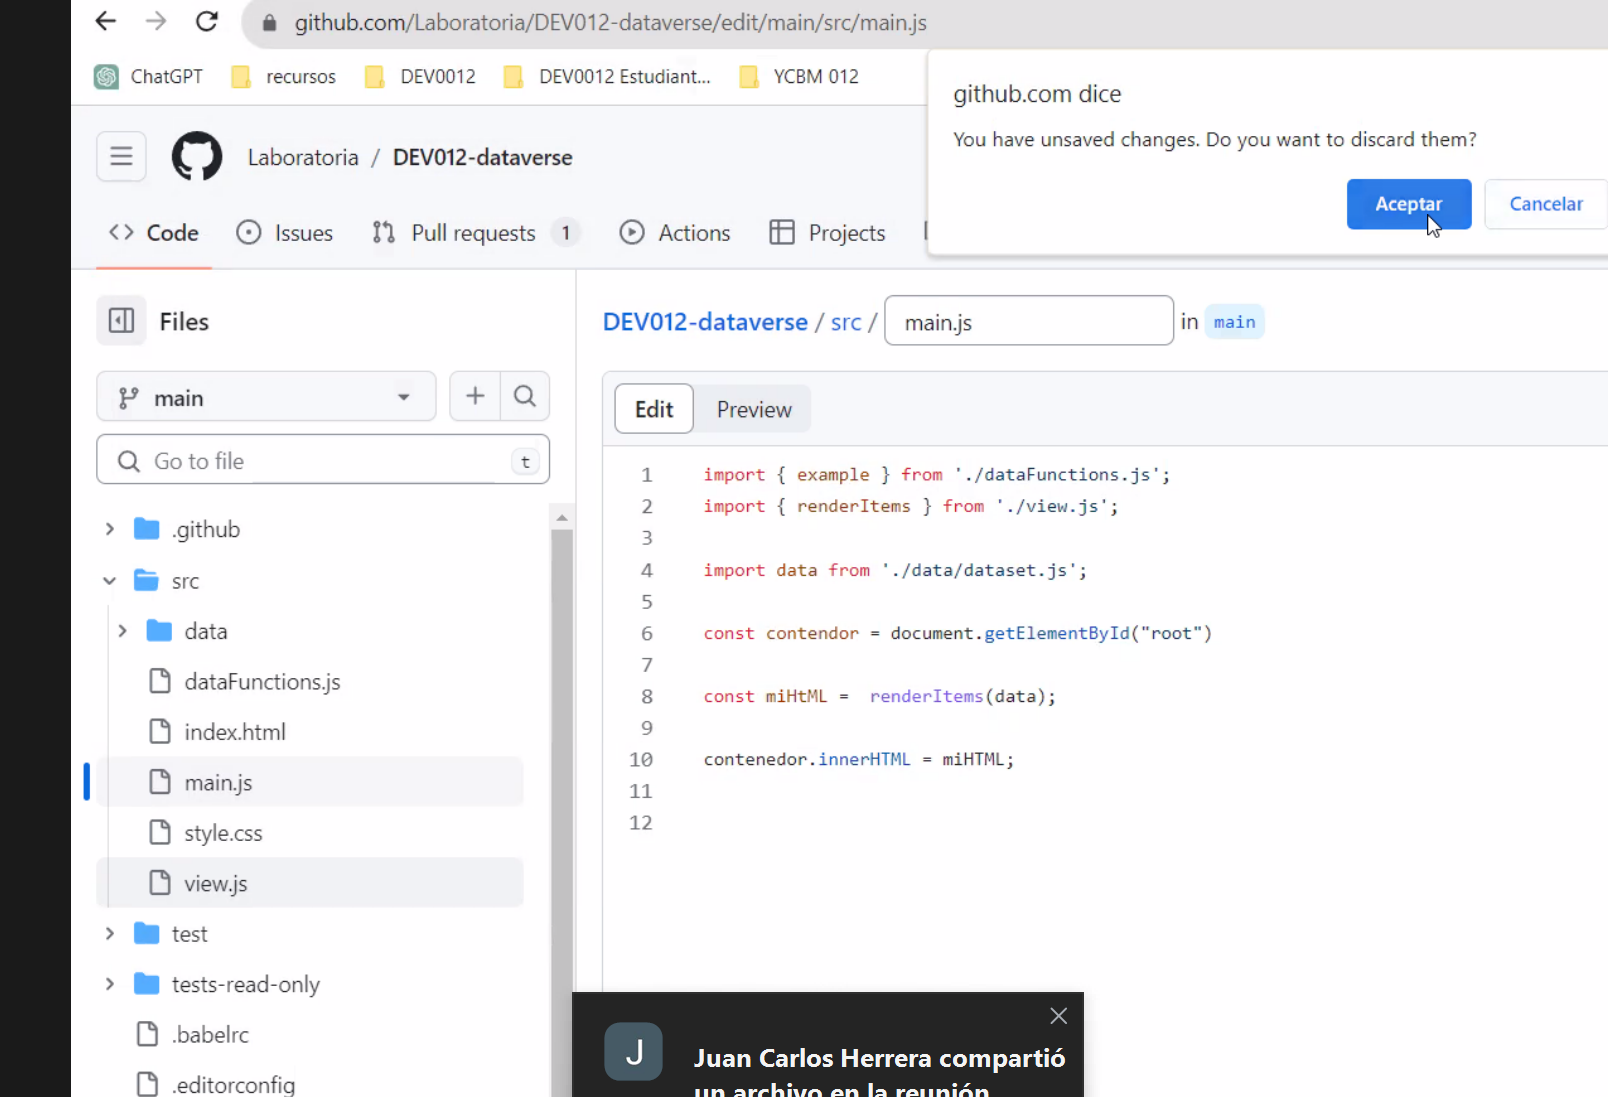 github.com/Laboratoria/DEV012-dataverse/edit/main/src/main.js
ChatGPT recursos DEV0012 DEV0012 Estudiant... YCBM 012
github.com dice
You have unsaved changes. Do you want to discard them?
Aceptar Cancelar
Laboratoria / DEV012-dataverse
Code Issues Pull requests 1 Actions Projects
Files
main
Go to file t
.github
src
data
dataFunctions.js
index.html
main.js
style.css
view.js
test
tests-read-only
.babelrc
.editorconfig
DEV012-dataverse / src / main.js in main
Edit Preview
1 import { example } from './dataFunctions.js';
2 import { renderItems } from './view.js';
3
4 import data from './data/dataset.js';
5
6 const contendor = document.getElementById("root")
7
8 const miHtML =  renderItems(data);
9
10 contenedor.innerHTML = miHTML;
11
12
J
Juan Carlos Herrera compartió
un archivo en la reunión